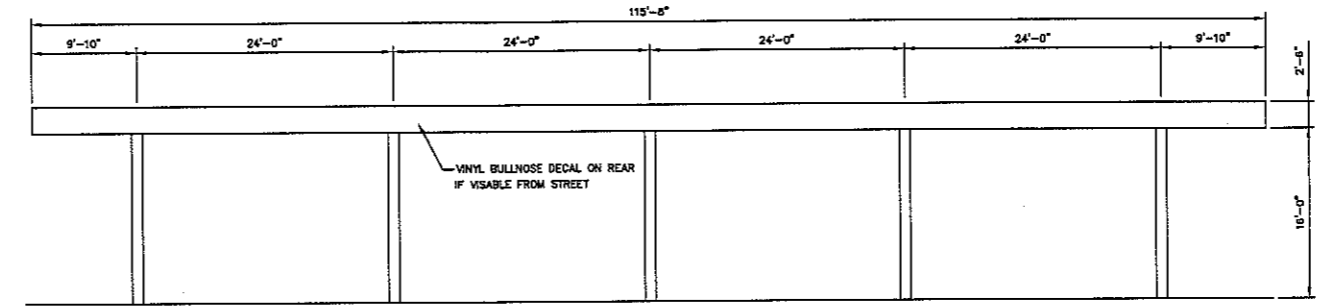 115'-8"
9'-10" 24'-0" 24'-0" 24'-0" 24'-0" 9'-10"
2'-6"
VINYL BULLNOSE DECAL ON REAR
IF VISABLE FROM STREET
16'-0"